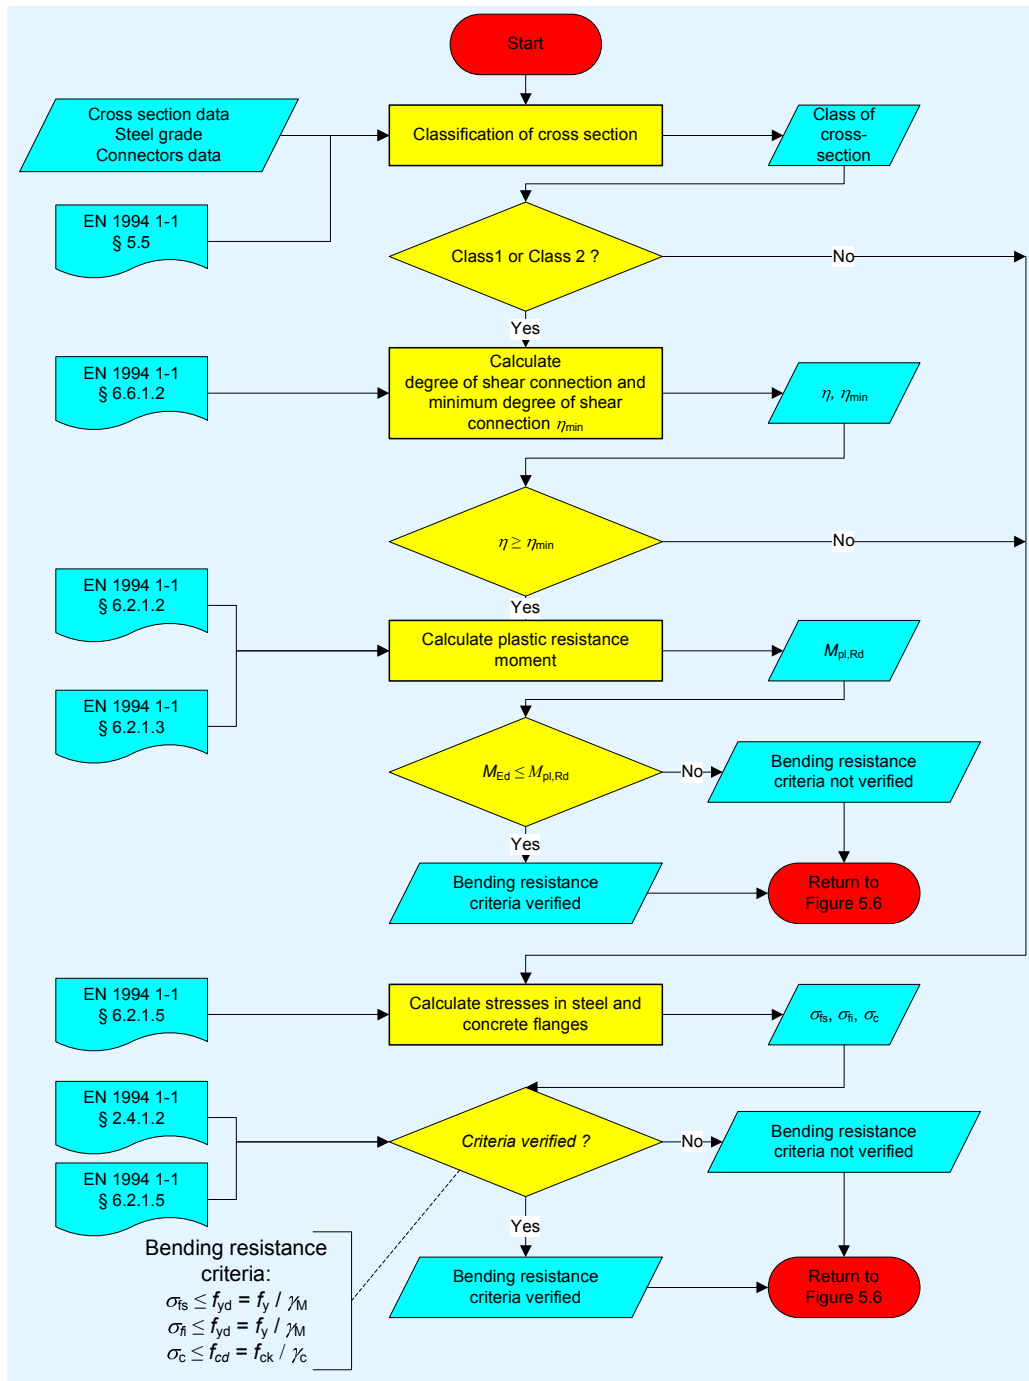 Start
Cross section data
Steel grade
Connectors data
Classification of cross section
Class of
cross-
section
EN 1994 1-1
§ 5.5
Class1 or Class 2 ?
No
Yes
EN 1994 1-1
§ 6.6.1.2
Calculate
degree of shear connection and
minimum degree of shear
connection ηmin
η, ηmin
η ≥ ηmin
No
Yes
EN 1994 1-1
§ 6.2.1.2
Calculate plastic resistance
moment
Mpl,Rd
EN 1994 1-1
§ 6.2.1.3
MEd ≤ Mpl,Rd
No
Bending resistance
criteria not verified
Yes
Bending resistance
criteria verified
Return to
Figure 5.6
EN 1994 1-1
§ 6.2.1.5
Calculate stresses in steel and
concrete flanges
σfs, σfi, σc
EN 1994 1-1
§ 2.4.1.2
Criteria verified ?
No
Bending resistance
criteria not verified
EN 1994 1-1
§ 6.2.1.5
Yes
Bending resistance
criteria:
σfs ≤ fyd = fy / γM
σfi ≤ fyd = fy / γM
σc ≤ fcd = fck / γc
Bending resistance
criteria verified
Return to
Figure 5.6